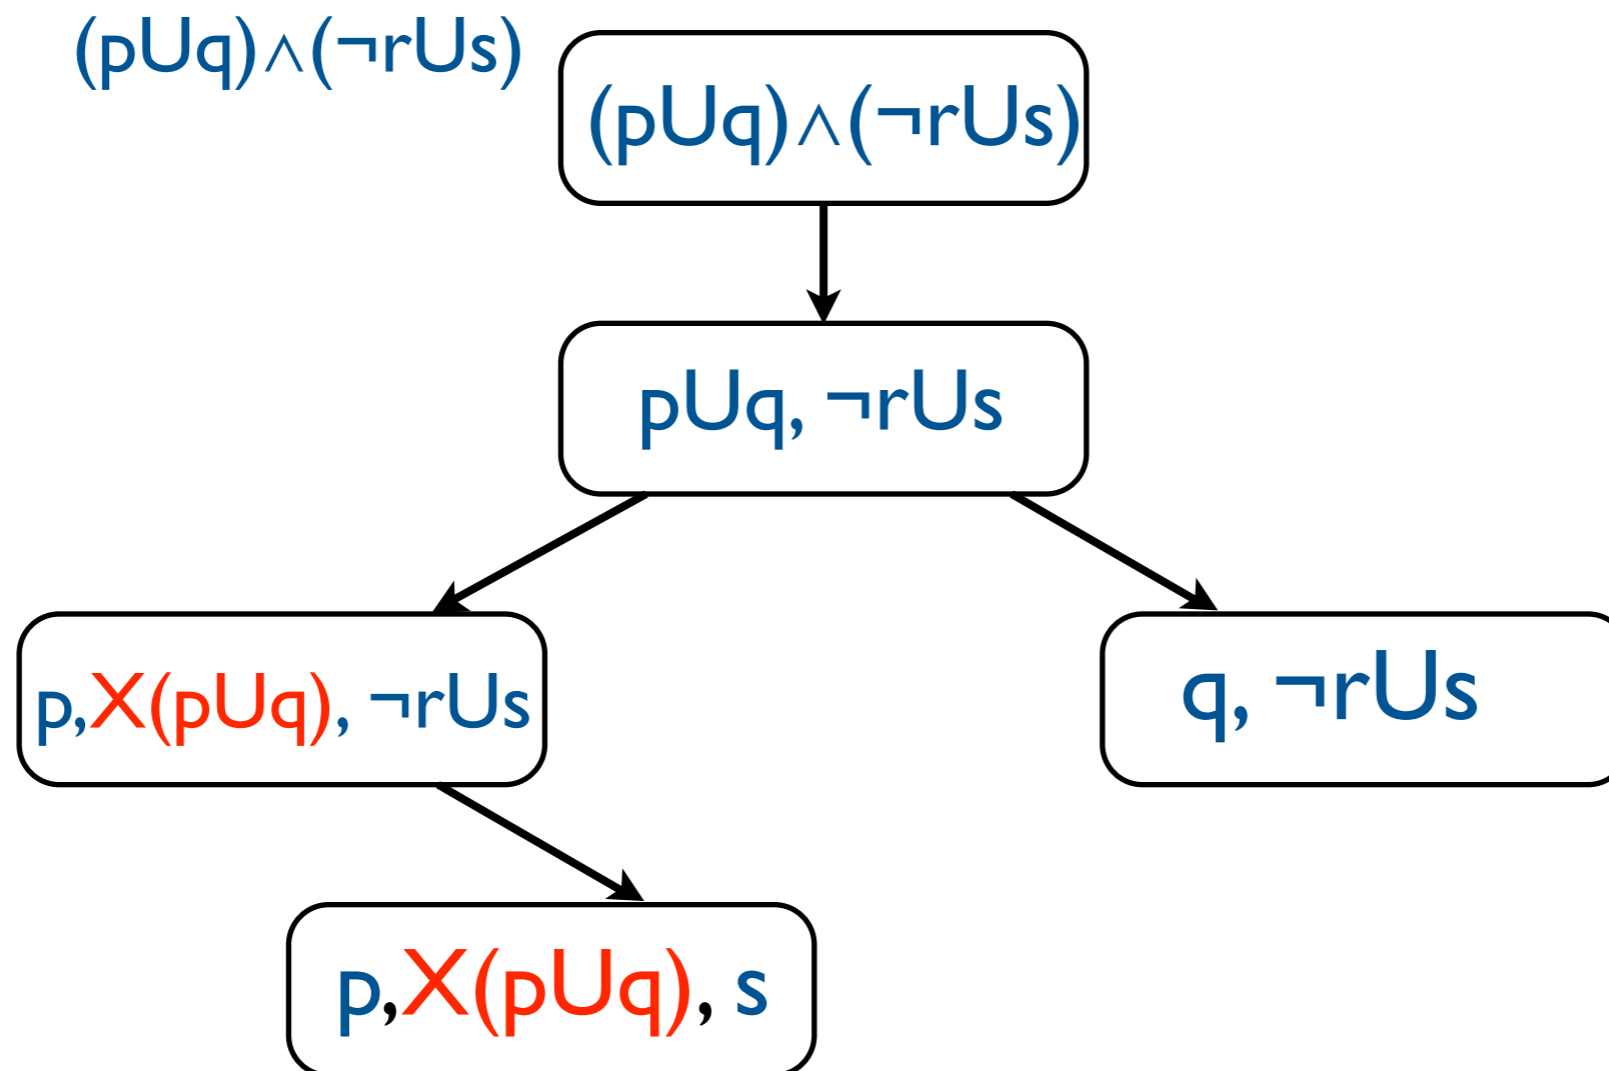 (pUq)∧(¬rUs)
(pUq)∧(¬rUs)
pUq, ¬rUs
p,X(pUq), ¬rUs
q, ¬rUs
p,X(pUq), s